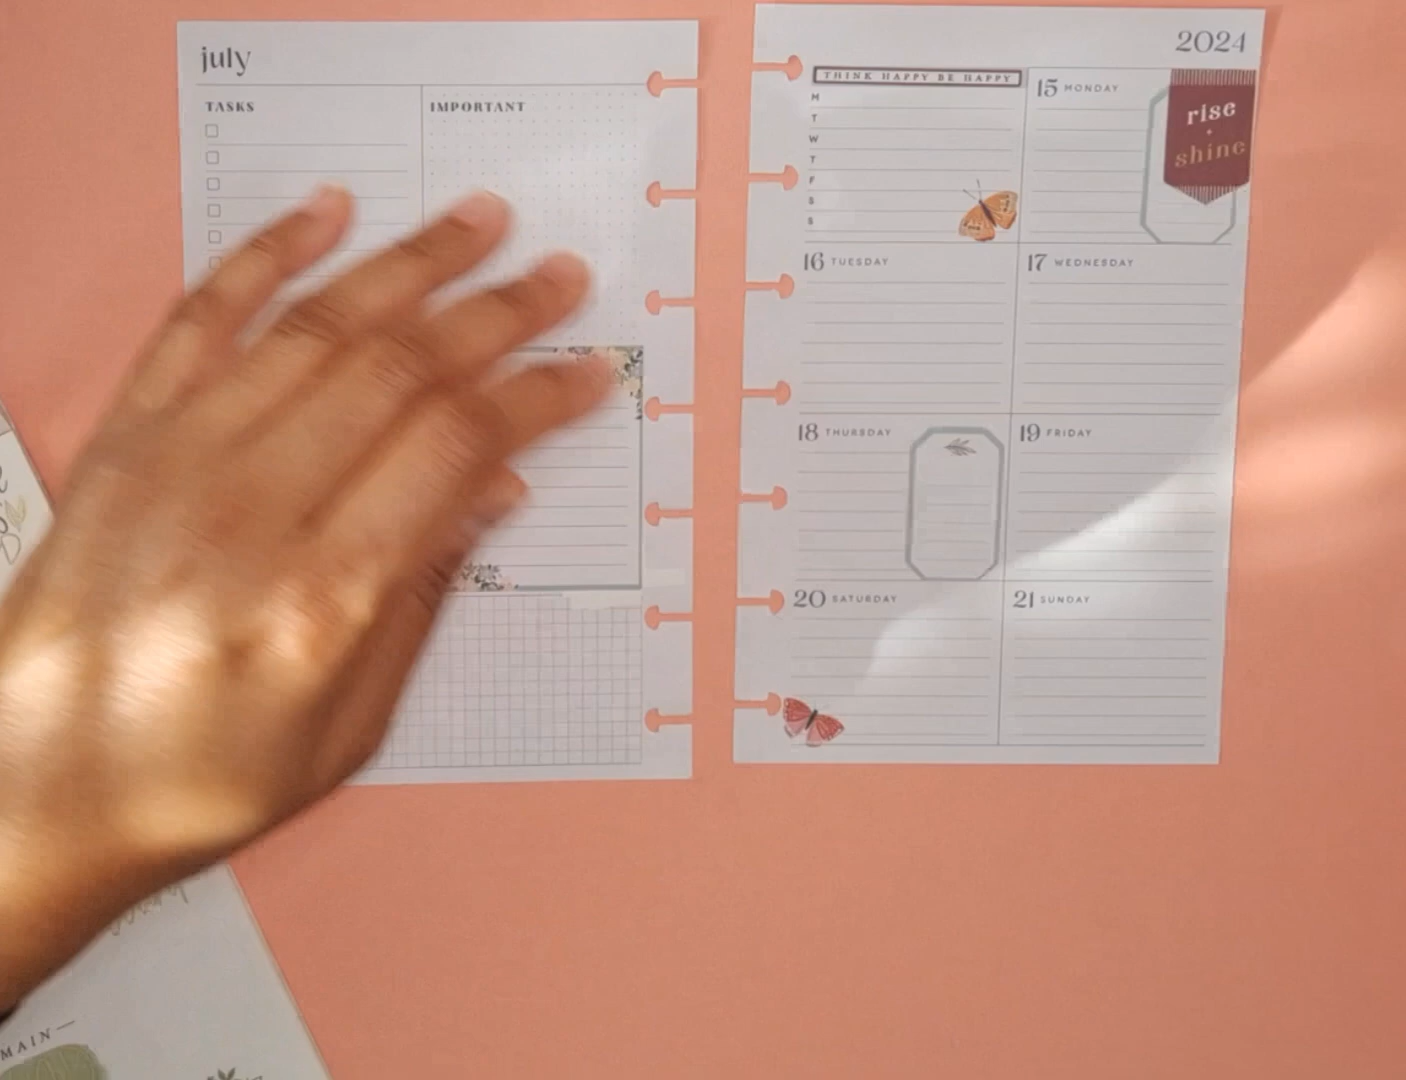 july
TASKS
IMPORTANT
2024
THINK HAPPY BE HAPPY
M
T
W
T
F
S
S
15 MONDAY
rise
shine
16 TUESDAY
17 WEDNESDAY
18 THURSDAY
19 FRIDAY
20 SATURDAY
21 SUNDAY
MAIN